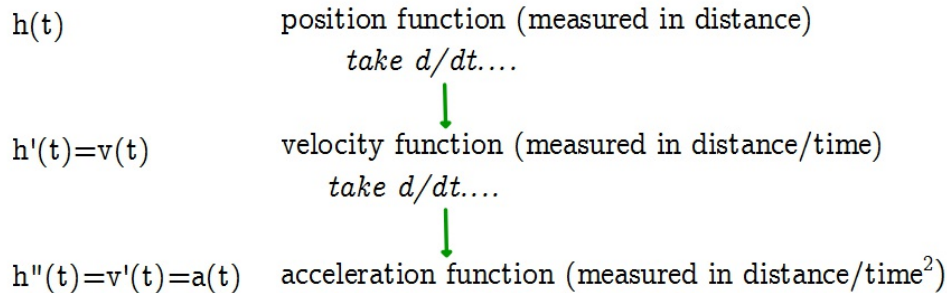 h(t) position function (measured in distance)
take d/dt....
h'(t)=v(t) velocity function (measured in distance/time)
take d/dt....
h"(t)=v'(t)=a(t) acceleration function (measured in distance/time²)